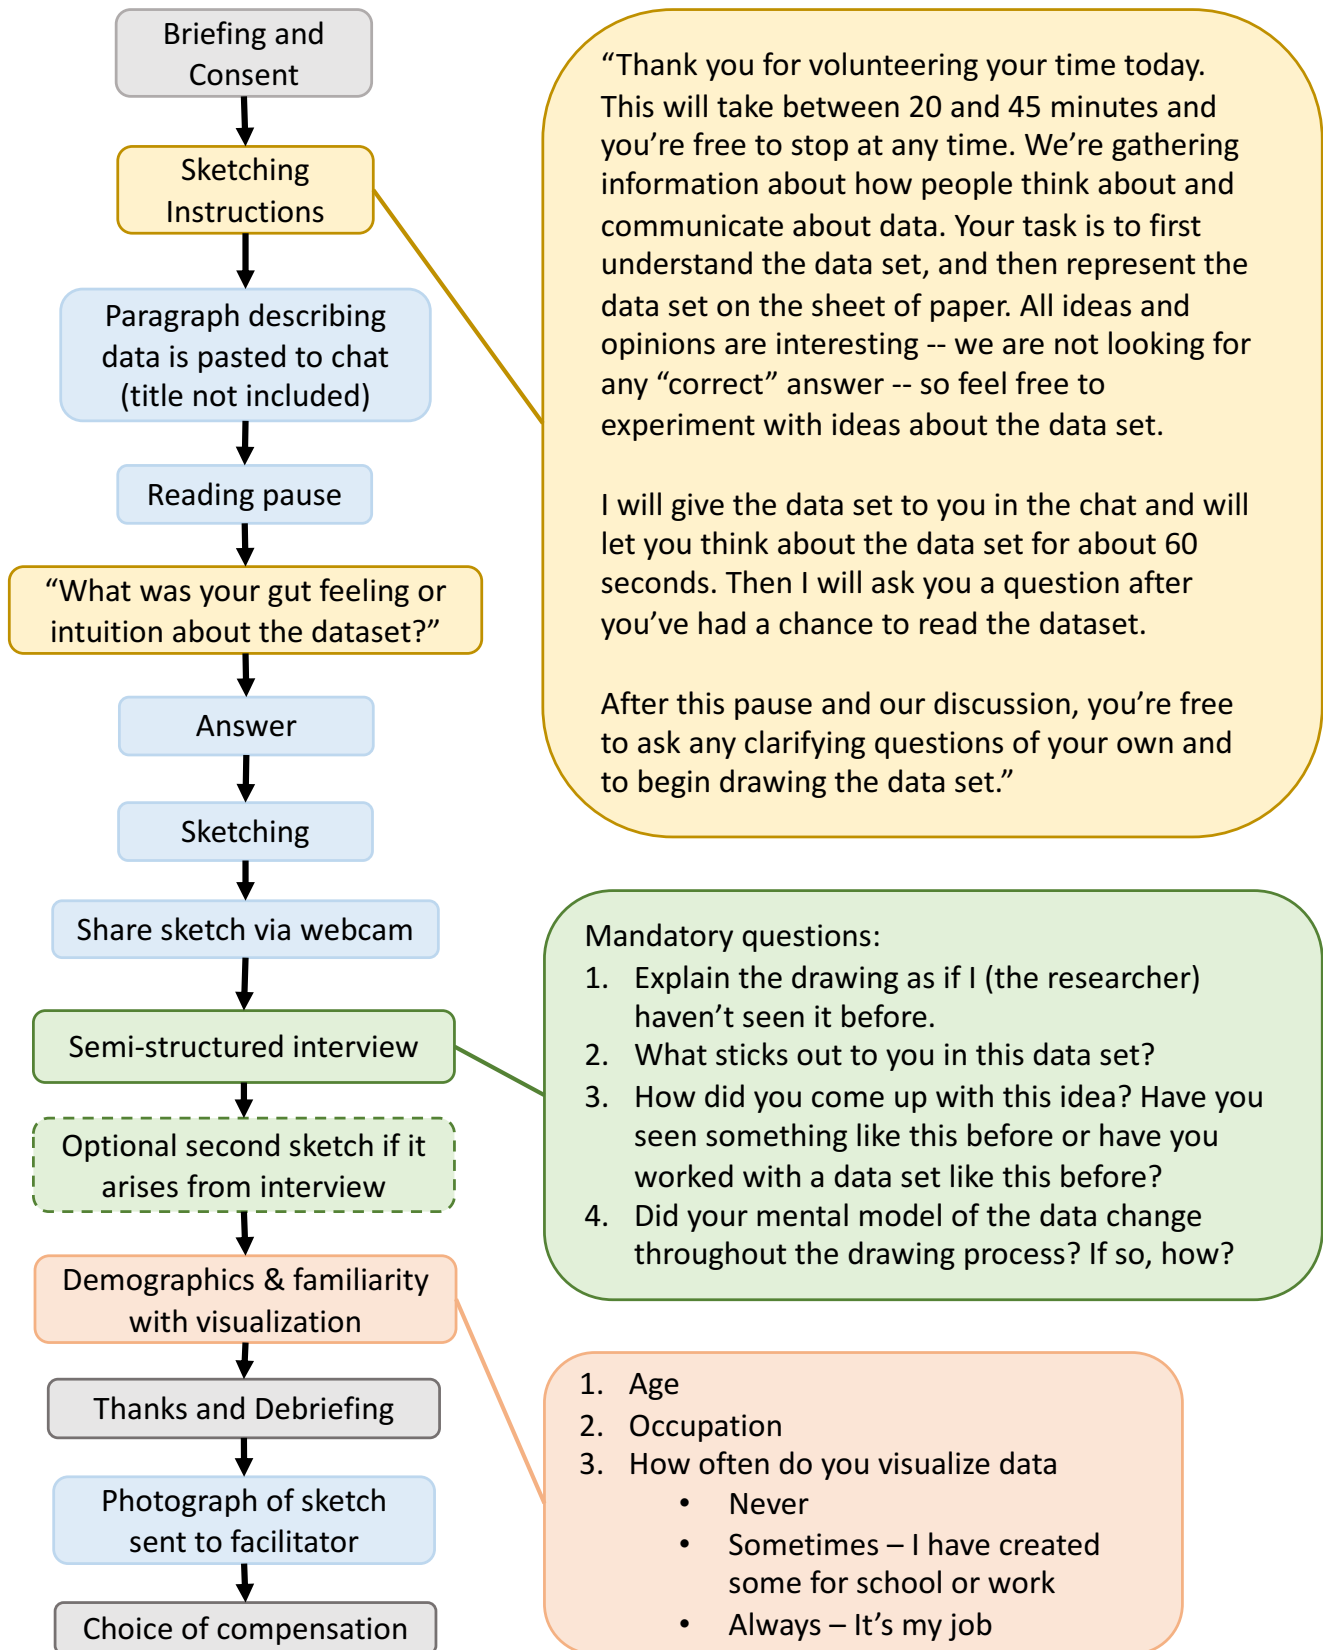 Briefing and
Consent
Sketching
Instructions
Paragraph describing
data is pasted to chat
(title not included)
Reading pause
“What was your gut feeling or
intuition about the dataset?”
Answer
Sketching
Share sketch via webcam
Semi-structured interview
Optional second sketch if it
arises from interview
Demographics & familiarity
with visualization
Thanks and Debriefing
Photograph of sketch
sent to facilitator
Choice of compensation
“Thank you for volunteering your time today.
This will take between 20 and 45 minutes and
you’re free to stop at any time. We’re gathering
information about how people think about and
communicate about data. Your task is to first
understand the data set, and then represent the
data set on the sheet of paper. All ideas and
opinions are interesting -- we are not looking for
any “correct” answer -- so feel free to
experiment with ideas about the data set.
I will give the data set to you in the chat and will
let you think about the data set for about 60
seconds. Then I will ask you a question after
you’ve had a chance to read the dataset.
After this pause and our discussion, you’re free
to ask any clarifying questions of your own and
to begin drawing the data set.”
Mandatory questions:
1. Explain the drawing as if I (the researcher)
haven’t seen it before.
2. What sticks out to you in this data set?
3. How did you come up with this idea? Have you
seen something like this before or have you
worked with a data set like this before?
4. Did your mental model of the data change
throughout the drawing process? If so, how?
1. Age
2. Occupation
3. How often do you visualize data
• Never
• Sometimes – I have created
some for school or work
• Always – It’s my job